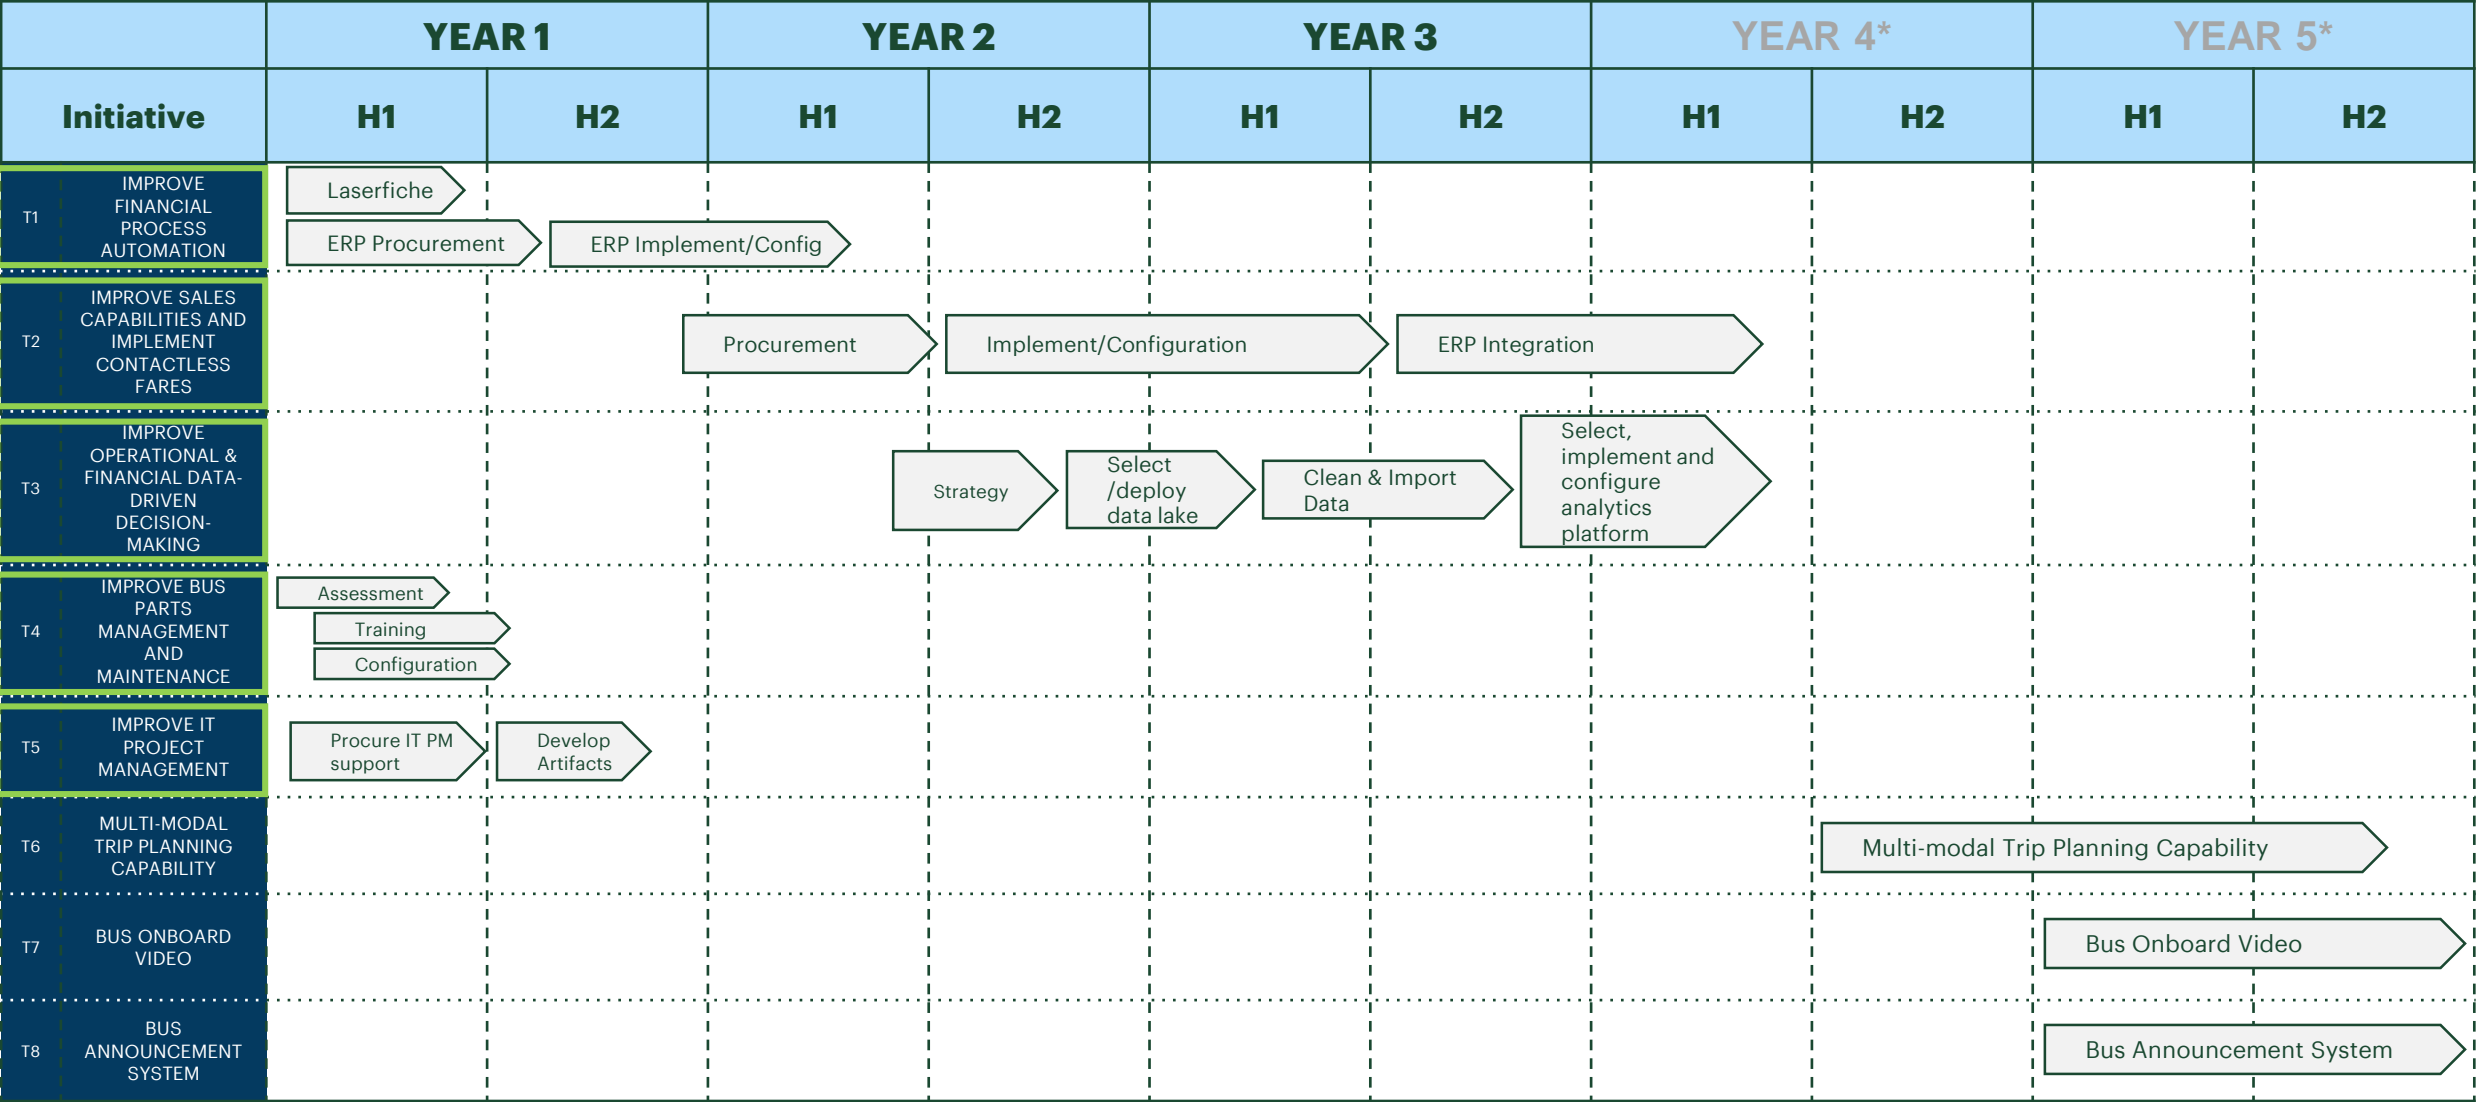 YEAR 1
YEAR 2
YEAR 3
YEAR 4*
YEAR 5*
Initiative
H1
H2
H1
H2
H1
H2
H1
H2
H1
H2
T1
IMPROVE
FINANCIAL
PROCESS
AUTOMATION
Laserfiche
ERP Procurement
ERP Implement/Config
T2
IMPROVE SALES
CAPABILITIES AND
IMPLEMENT
CONTACTLESS
FARES
Procurement
Implement/Configuration
ERP Integration
T3
IMPROVE
OPERATIONAL &
FINANCIAL DATA-
DRIVEN
DECISION-
MAKING
Strategy
Select
/deploy
data lake
Clean & Import
Data
Select,
implement and
configure
analytics
platform
T4
IMPROVE BUS
PARTS
MANAGEMENT
AND
MAINTENANCE
Assessment
Training
Configuration
T5
IMPROVE IT
PROJECT
MANAGEMENT
Procure IT PM
support
Develop
Artifacts
T6
MULTI-MODAL
TRIP PLANNING
CAPABILITY
Multi-modal Trip Planning Capability
T7
BUS ONBOARD
VIDEO
Bus Onboard Video
T8
BUS
ANNOUNCEMENT
SYSTEM
Bus Announcement System